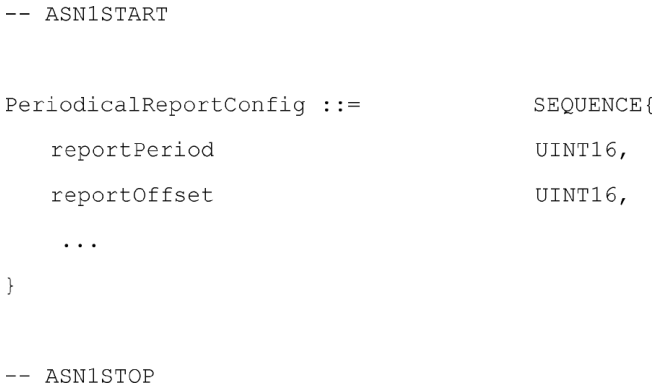 -- ASN1START
PeriodicalReportConfig ::= SEQUENCE{
reportPeriod UINT16,
reportOffset UINT16,
...
}
-- ASN1STOP